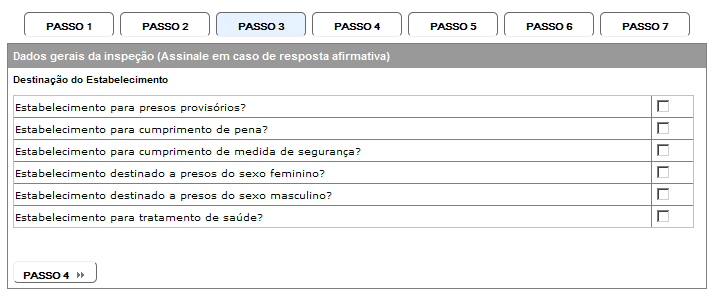 PASSO 1 PASSO 2 PASSO 3 PASSO 4 PASSO 5 PASSO 6 PASSO 7
Dados gerais da inspeção (Assinale em caso de resposta afirmativa)
Destinação do Estabelecimento
Estabelecimento para presos provisórios?
Estabelecimento para cumprimento de pena?
Estabelecimento para cumprimento de medida de segurança?
Estabelecimento destinado a presos do sexo feminino?
Estabelecimento destinado a presos do sexo masculino?
Estabelecimento para tratamento de saúde?
PASSO 4